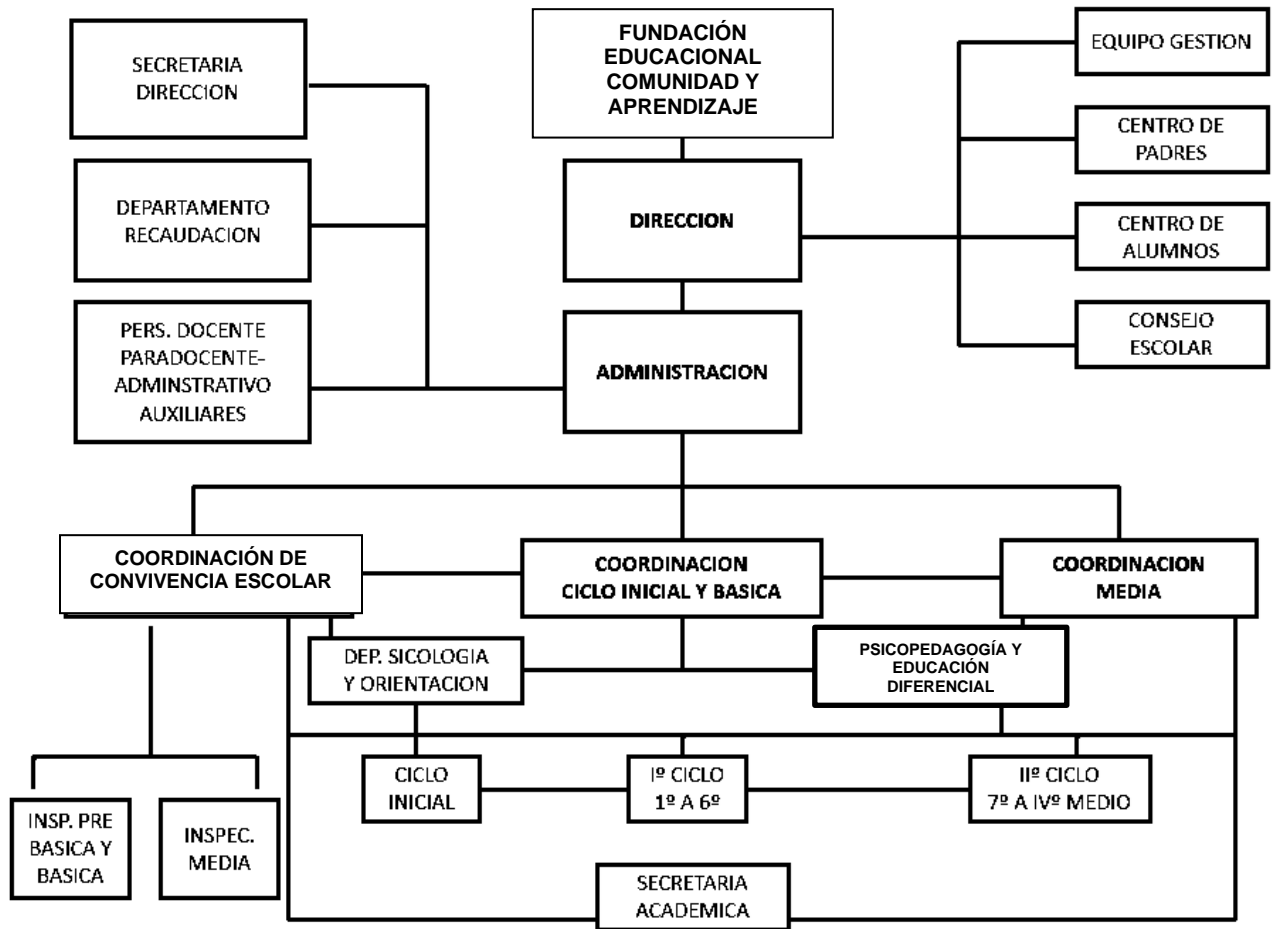 FUNDACIÓN
EDUCACIONAL
COMUNIDAD Y
APRENDIZAJE
SECRETARIA
DIRECCION
EQUIPO GESTION
CENTRO DE
PADRES
DEPARTAMENTO
RECAUDACION
DIRECCION
CENTRO DE
ALUMNOS
PERS. DOCENTE
PARADOCENTE-
ADMINSTRATIVO
AUXILIARES
ADMINISTRACION
CONSEJO
ESCOLAR
COORDINACIÓN DE
CONVIVENCIA ESCOLAR
COORDINACION
CICLO INICIAL Y BASICA
COORDINACION
MEDIA
DEP. SICOLOGIA
Y ORIENTACION
PSICOPEDAGOGÍA Y
EDUCACIÓN
DIFERENCIAL
CICLO
INICIAL
Iº CICLO
1º A 6º
IIº CICLO
7º A IVº MEDIO
INSP. PRE
BASICA Y
BASICA
INSPEC.
MEDIA
SECRETARIA
ACADEMICA